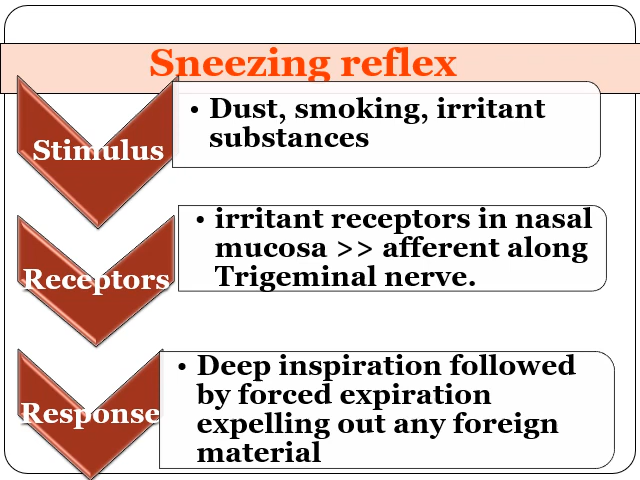 Sneezing reflex
Stimulus
• Dust, smoking, irritant
substances
Receptors
• irritant receptors in nasal
mucosa >> afferent along
Trigeminal nerve.
Response
• Deep inspiration followed
by forced expiration
expelling out any foreign
material